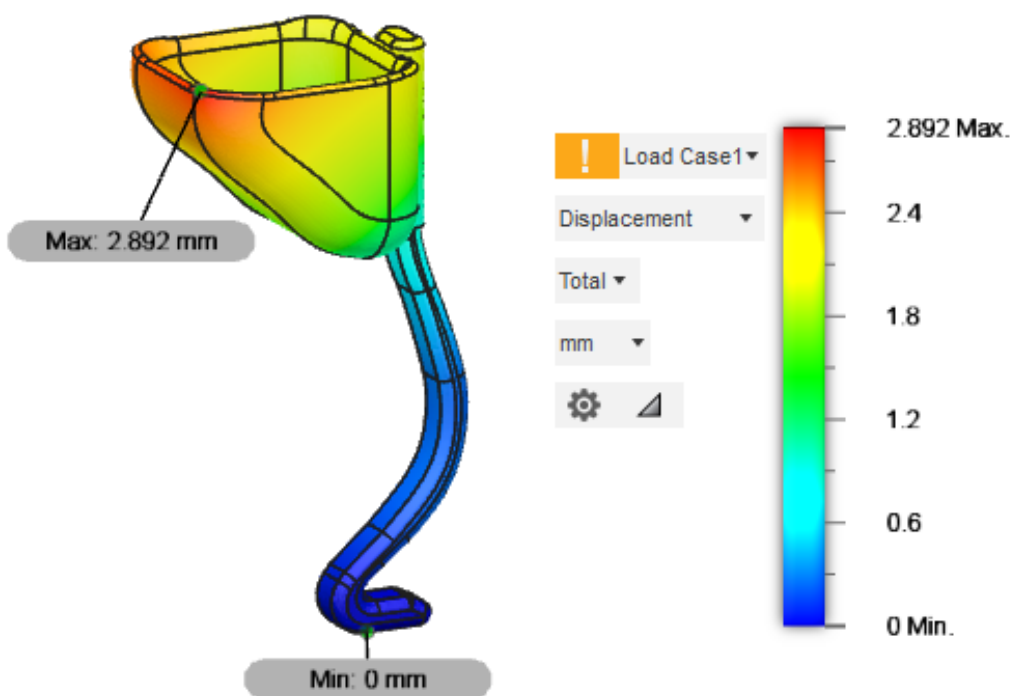 Max: 2.892 mm
Min: 0 mm
! Load Case1
Displacement
Total
mm
2.892 Max.
2.4
1.8
1.2
0.6
0 Min.